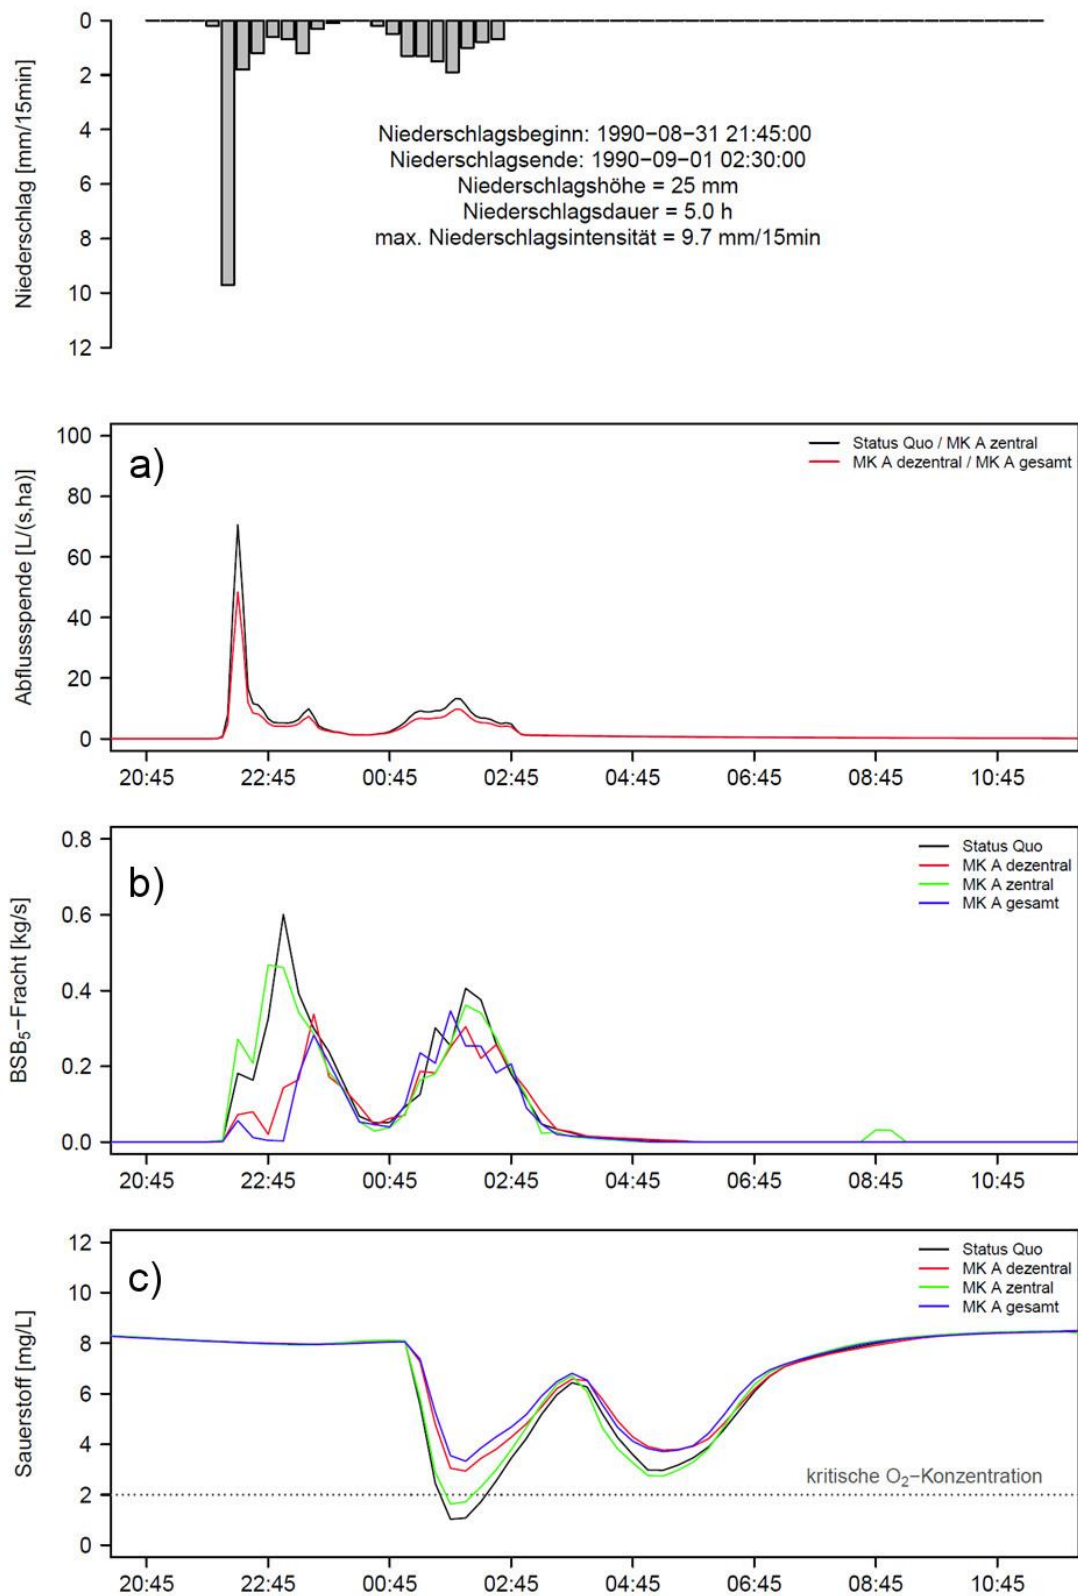 0
2
4
6
8
10
12
Niederschlag [mm/15min]
Niederschlagsbeginn: 1990−08−31 21:45:00
Niederschlagsende: 1990−09−01 02:30:00
Niederschlagshöhe = 25 mm
Niederschlagsdauer = 5.0 h
max. Niederschlagsintensität = 9.7 mm/15min
a)
Abflussspende [L/(s,ha)]
100
80
60
40
20
0
Status Quo / MK A zentral
MK A dezentral / MK A gesamt
20:45 22:45 00:45 02:45 04:45 06:45 08:45 10:45
b)
BSB₅−Fracht [kg/s]
0.8
0.6
0.4
0.2
0.0
Status Quo
MK A dezentral
MK A zentral
MK A gesamt
20:45 22:45 00:45 02:45 04:45 06:45 08:45 10:45
c)
Sauerstoff [mg/L]
12
10
8
6
4
2
0
Status Quo
MK A dezentral
MK A zentral
MK A gesamt
kritische O₂−Konzentration
20:45 22:45 00:45 02:45 04:45 06:45 08:45 10:45